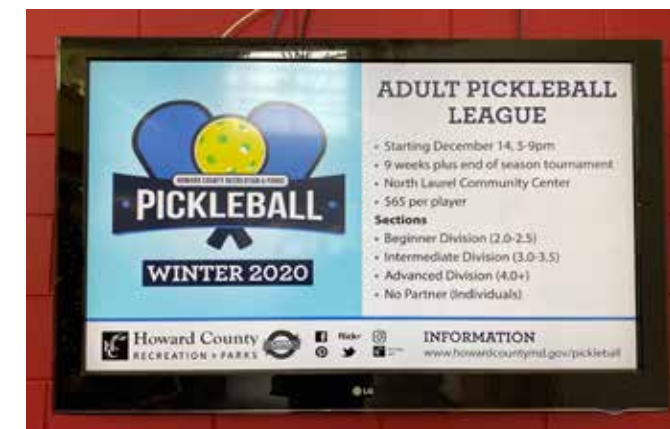 HOWARD COUNTY RECREATION & PARKS
PICKLEBALL
WINTER 2020
ADULT PICKLEBALL
LEAGUE
• Starting December 14, 5-9pm
• 9 weeks plus end of season tournament
• North Laurel Community Center
• $65 per player
Sections
• Beginner Division (2.0-2.5)
• Intermediate Division (3.0-3.5)
• Advanced Division (4.0+)
• No Partner (Individuals)
Howard County
RECREATION & PARKS
flickr
INFORMATION
www.howardcountymd.gov/pickleball
LG